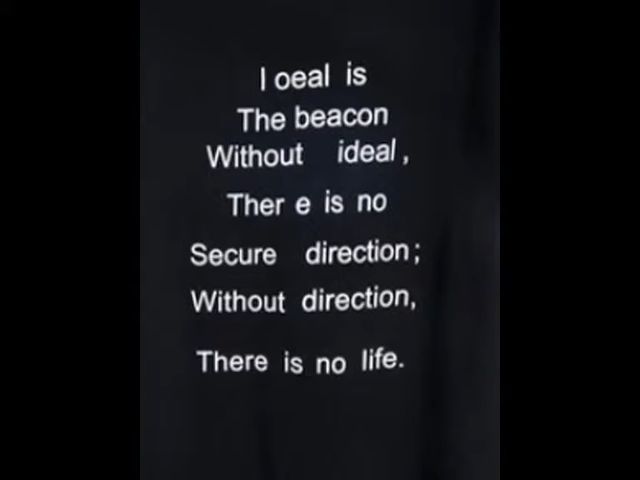 I oeal is
The beacon
Without ideal,
Ther e is no
Secure direction;
Without direction,
There is no life.